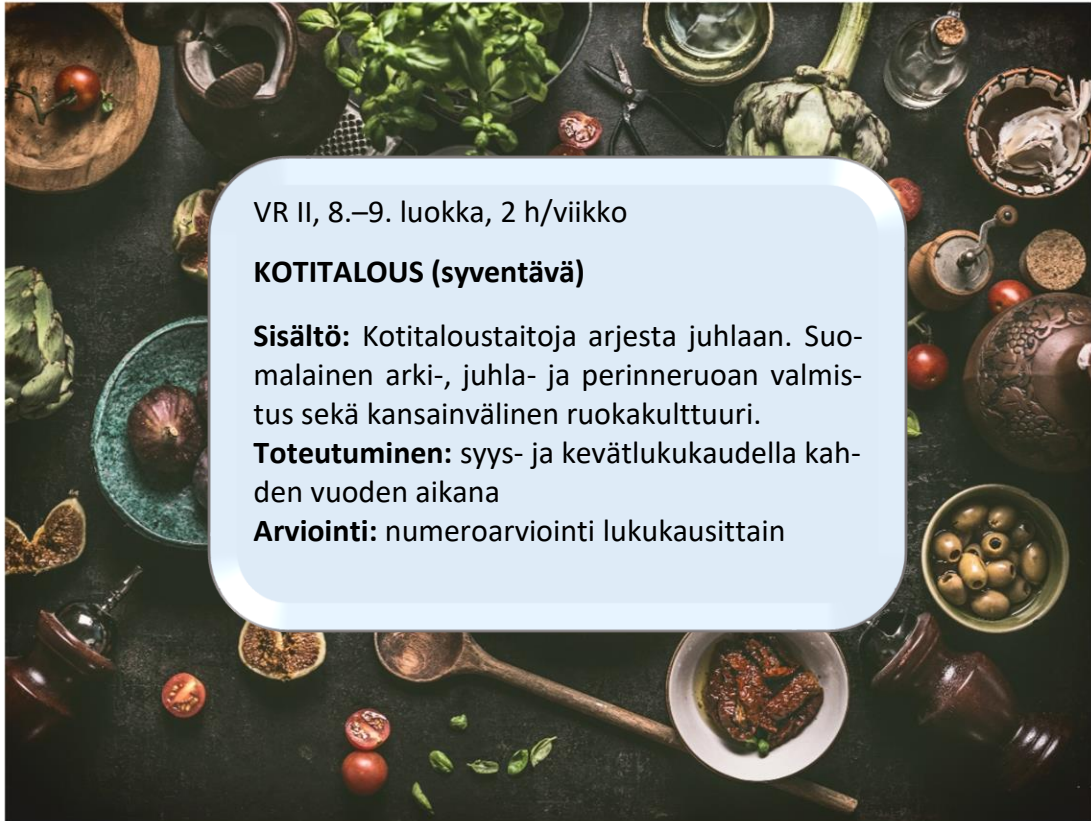 VR II, 8.–9. luokka, 2 h/viikko
KOTITALOUS (syventävä)
Sisältö: Kotitaloustaitoja arjesta juhlaan. Suo-
malainen arki-, juhla- ja perinneruoan valmis-
tus sekä kansainvälinen ruokakulttuuri.
Toteutuminen: syys- ja kevätlukukaudella kah-
den vuoden aikana
Arviointi: numeroarviointi lukukausittain